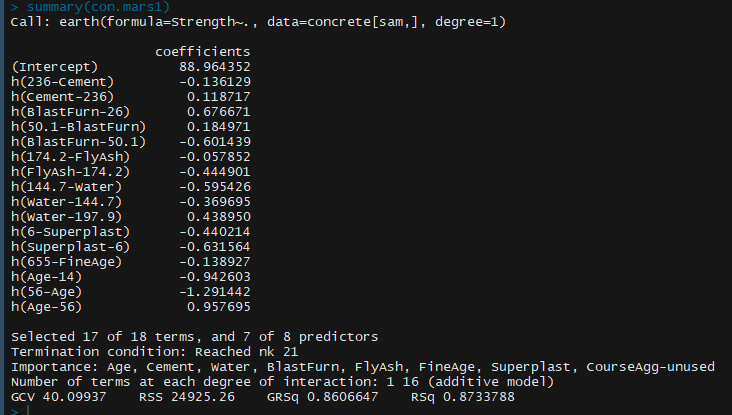 > summary(con.mars1)
Call: earth(formula=Strength~., data=concrete[sam,], degree=1)
coefficients
(Intercept) 88.964352
h(236-Cement) -0.136129
h(Cement-236) 0.118717
h(BlastFurn-26) 0.676671
h(50.1-BlastFurn) 0.184971
h(BlastFurn-50.1) -0.601439
h(174.2-FlyAsh) -0.057852
h(FlyAsh-174.2) -0.444901
h(144.7-Water) -0.595426
h(Water-144.7) -0.369695
h(Water-197.9) 0.438950
h(6-Superplast) -0.440214
h(Superplast-6) -0.631564
h(655-FineAge) -0.138927
h(Age-14) -0.942603
h(56-Age) -1.291442
h(Age-56) 0.957695
Selected 17 of 18 terms, and 7 of 8 predictors
Termination condition: Reached nk 21
Importance: Age, Cement, Water, BlastFurn, FlyAsh, FineAge, Superplast, CourseAgg-unused
Number of terms at each degree of interaction: 1 16 (additive model)
GCV 40.09937 RSS 24925.26 GRSq 0.8606647 RSq 0.8733788
>